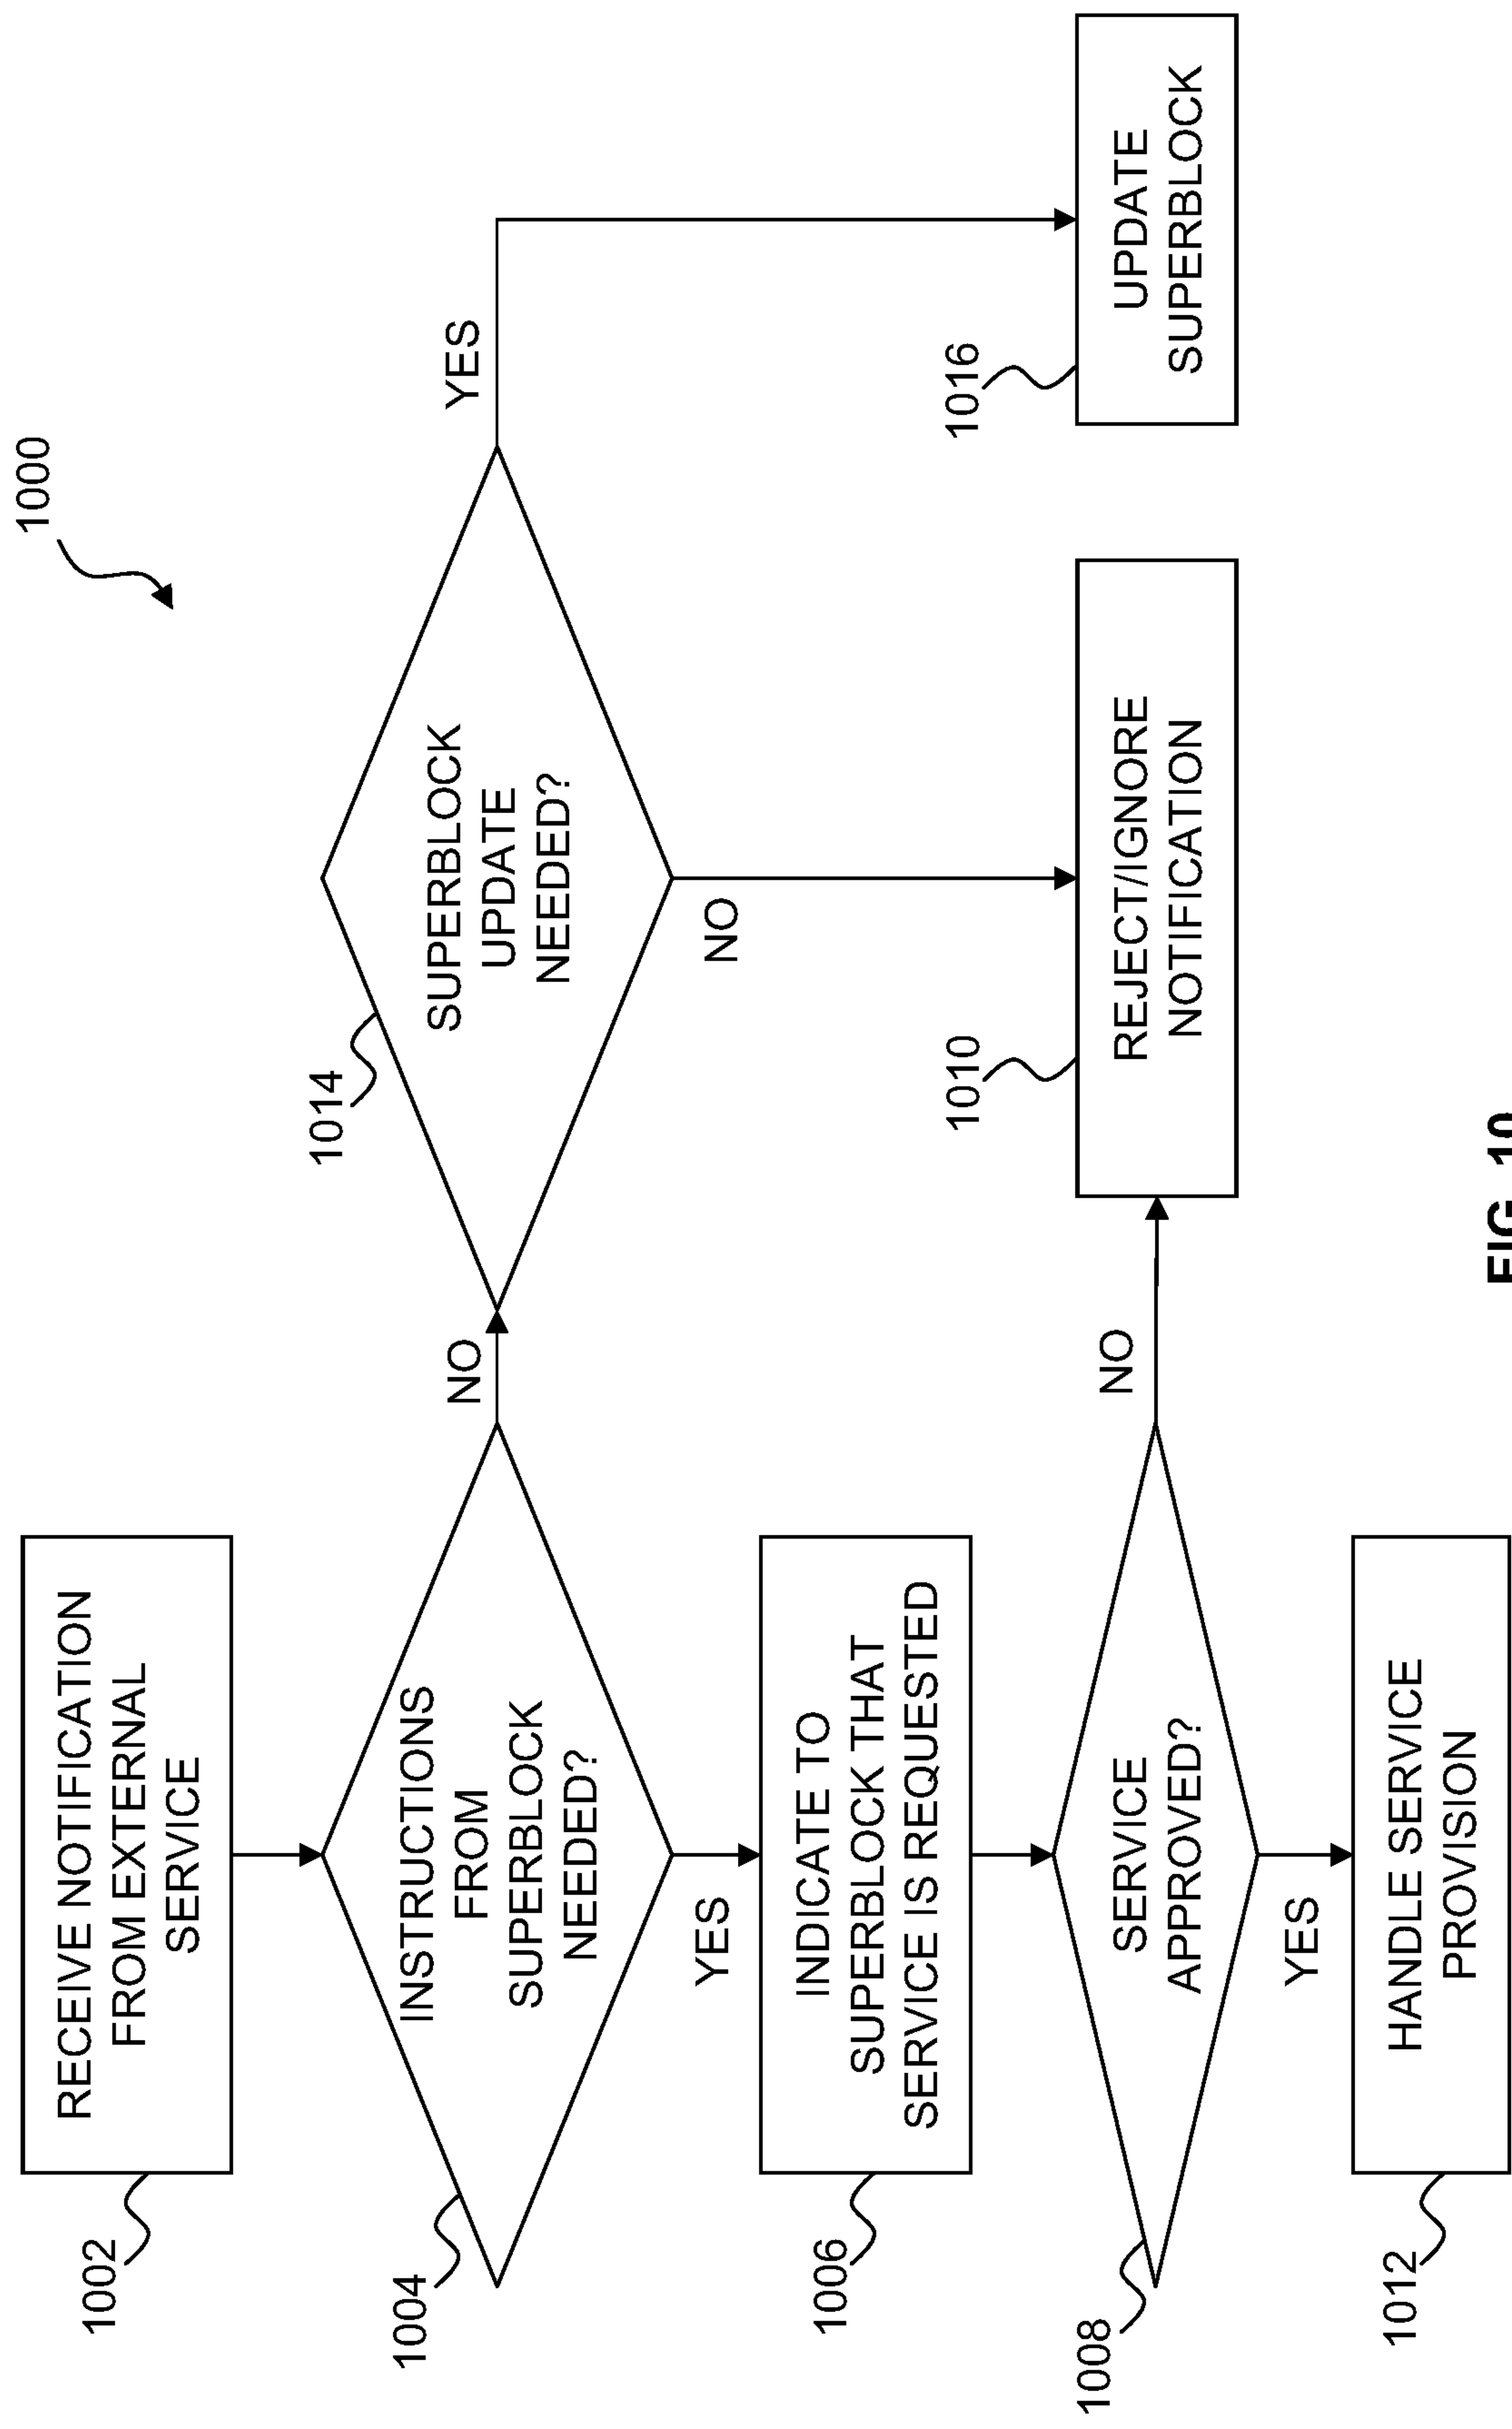 1000
1002
RECEIVE NOTIFICATION
FROM EXTERNAL
SERVICE
1004
INSTRUCTIONS
FROM
SUPERBLOCK
NEEDED?
NO
YES
1014
SUPERBLOCK
UPDATE
NEEDED?
YES
NO
1006
INDICATE TO
SUPERBLOCK THAT
SERVICE IS REQUESTED
1008
SERVICE
APPROVED?
NO
YES
1010
REJECT/IGNORE
NOTIFICATION
1016
UPDATE
SUPERBLOCK
1012
HANDLE SERVICE
PROVISION
FIG. 10